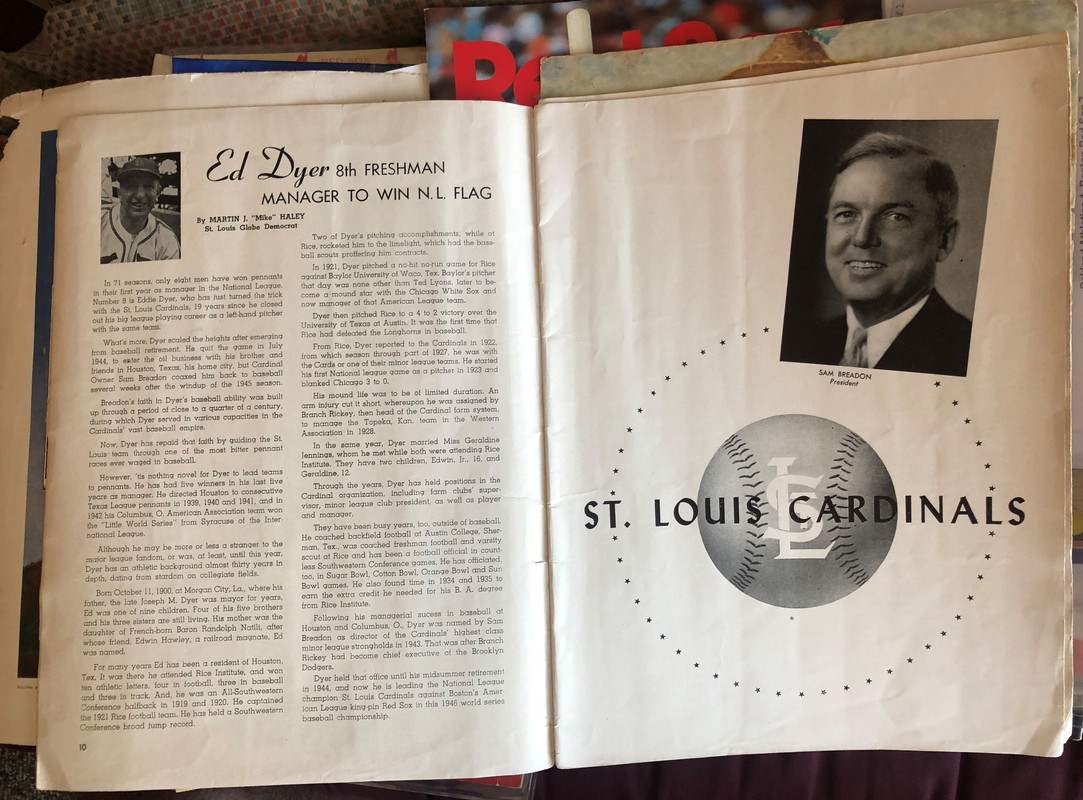 RED SOX
Ed Dyer 8th FRESHMAN
MANAGER TO WIN N.L. FLAG
By MARTIN J. "Mike" HALEY
St. Louis Globe Democrat
In 71 seasons, only eight men have won pennants
in their first year as manager in the National League.
Number 8 is Eddie Dyer, who has just turned the trick
with the St. Louis Cardinals, 19 years since he closed
out his big league playing career as a left-hand pitcher
with the same team.
What's more, Dyer scaled the heights after emerging
from baseball retirement. He quit the game in July
1944, to enter the oil business with his brother and
friends in Houston, Texas, his home city, but Cardinal
Owner Sam Breadon coaxed him back to baseball
several weeks after the windup of the 1945 season.
Breadon's faith in Dyer's baseball ability was built
up through a period of close to a quarter of a century,
during which Dyer served in various capacities in the
Cardinals' vast baseball empire.
Now, Dyer has repaid that faith by guiding the St.
Louis team through one of the most bitter pennant
races ever waged in baseball.
However, 'tis nothing novel for Dyer to lead teams
to pennants. He has had five winners in his last five
years as manager. He directed Houston to consecutive
Texas League pennants in 1939, 1940 and 1941, and in
1942 his Columbus, O. American Association team won
the "Little World Series" from Syracuse of the Inter-
national League.
Although he may be more or less a stranger to the
major league fandom, or was, at least, until this year,
Dyer has an athletic background almost thirty years in
depth, dating from stardom on collegiate fields.
Born October 11, 1900, at Morgan City, La., where his
father, the late Joseph M. Dyer was mayor for years,
Ed was one of nine children. Four of his five brothers
and his three sisters are still living. His mother was the
daughter of French-born Baron Randolph Natili, after
whose friend, Edwin Hawley, a railroad magnate, Ed
was named.
For many years Ed has been a resident of Houston,
Tex. It was there he attended Rice Institute, and won
ten athletic letters, four in football, three in baseball
and three in track. And, he was an All-Southwestern
Conference halfback in 1919 and 1920. He captained
the 1921 Rice football team. He has held a Southwestern
Conference broad jump record.
10
Two of Dyer's pitching accomplishments, while at
Rice, rocketed him to the limelight, which had the base-
ball scouts proffering him contracts.
In 1921, Dyer pitched a no-hit no-run game for Rice
against Baylor University of Waco, Tex. Baylor's pitcher
that day was none other than Ted Lyons, later to be-
come a mound star with the Chicago White Sox and
now manager of that American League team.
Dyer then pitched Rice to a 4 to 2 victory over the
University of Texas at Austin. It was the first time that
Rice had defeated the Longhorns in baseball.
From Rice, Dyer reported to the Cardinals in 1922,
from which season through part of 1927, he was with
the Cards or one of their minor league teams. He started
his first National League game as a pitcher in 1923 and
blanked Chicago 3 to 0.
His mound life was to be of limited duration. An
arm injury cut it short, whereupon he was assigned by
Branch Rickey, then head of the Cardinal farm system,
to manage the Topeka, Kan. team in the Western
Association in 1928.
In the same year, Dyer married Miss Geraldine
Jennings, whom he met while both were attending Rice
Institute. They have two children, Edwin, Jr., 16, and
Geraldine, 12.
Through the years, Dyer has held positions in the
Cardinal organization, including farm clubs' super-
visor, minor league club president, as well as player
and manager.
They have been busy years, too, outside of baseball.
He coached backfield football at Austin College, Sher-
man, Tex., was coached freshman football and varsity
scout at Rice and has been a football official in count-
less Southwestern Conference games. He has officiated,
too, in Sugar Bowl, Cotton Bowl, Orange Bowl and Sun
Bowl games. He also found time in 1934 and 1935 to
earn the extra credit he needed for his B. A. degree
from Rice Institute.
Following his managerial sucess in baseball at
Houston and Columbus, O., Dyer was named by Sam
Breadon as director of the Cardinals' highest class
minor league strongholds in 1943. That was after Branch
Rickey had become chief executive of the Brooklyn
Dodgers.
Dyer held that office until his midsummer retirement
in 1944, and now he is leading the National League
champion St. Louis Cardinals against Boston's Amer-
ican League king-pin Red Sox in this 1946 world series
baseball championship.
SAM BREADON
President
StL
ST. LOUIS CARDINALS